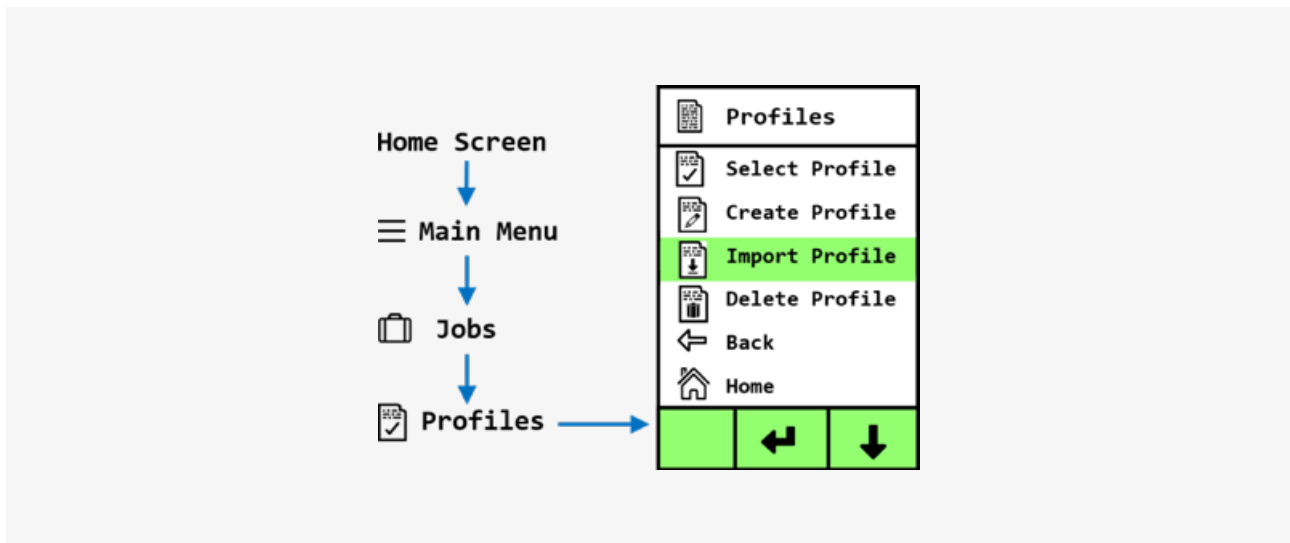 Home Screen
Main Menu
Jobs
Profiles
Profiles
Select Profile
Create Profile
Import Profile
Delete Profile
Back
Home